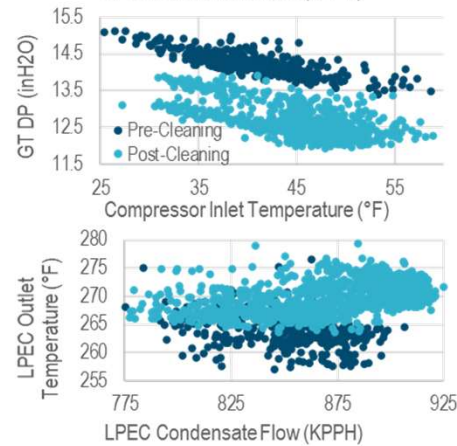 15.5
14.5
13.5
12.5
11.5
GT DP (inH2O)
Pre-Cleaning
Post-Cleaning
25 35 45 55
Compressor Inlet Temperature (°F)
280
275
270
265
260
255
LPEC Outlet
Temperature (°F)
775 825 875 925
LPEC Condensate Flow (KPPH)